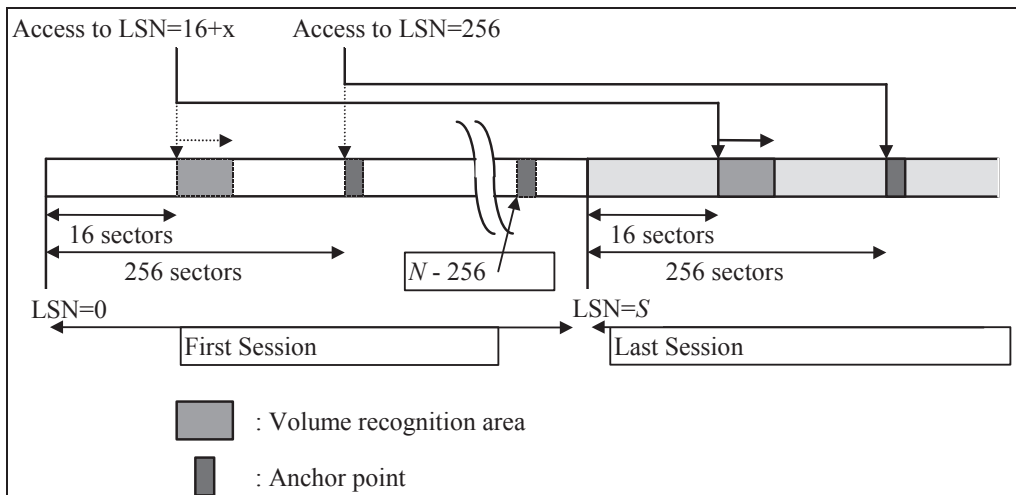 Access to LSN=16+x
Access to LSN=256
16 sectors
256 sectors
N - 256
16 sectors
256 sectors
LSN=0
LSN=S
First Session
Last Session
: Volume recognition area
: Anchor point